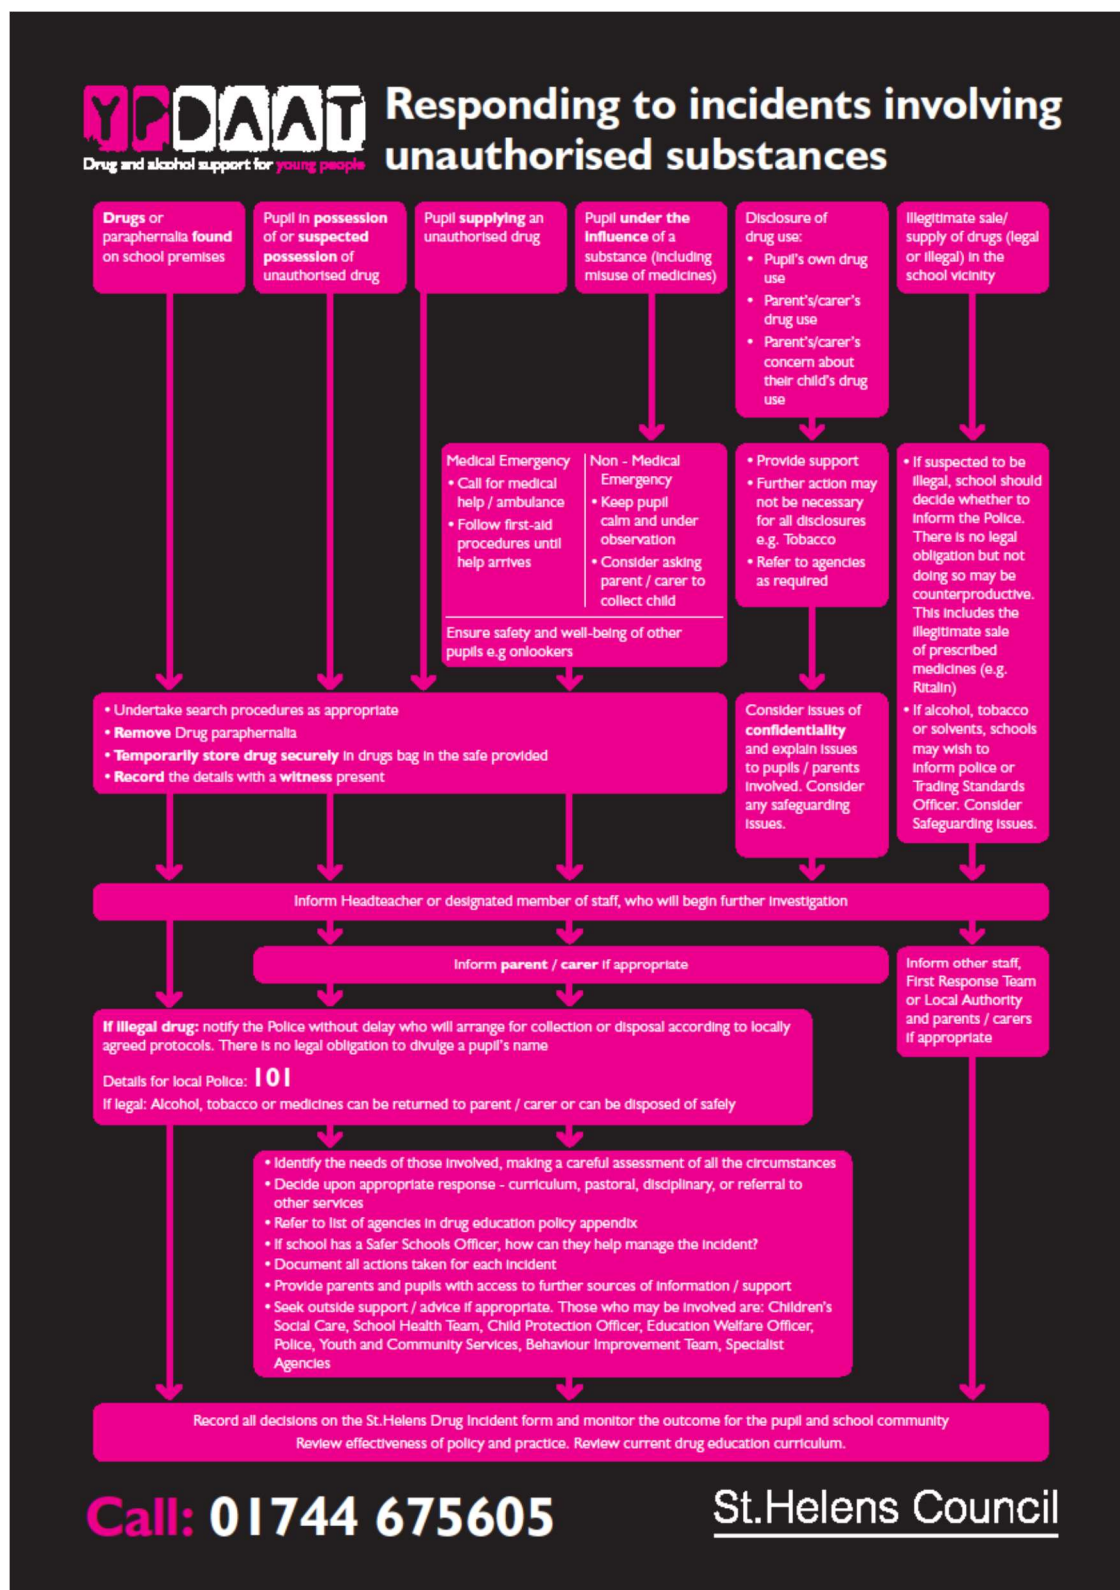 YPDAAT
Drug and alcohol support for young people
Responding to incidents involving
unauthorised substances
Drugs or
paraphernalia found
on school premises
Pupil in possession
of or suspected
possession of
unauthorised drug
Pupil supplying an
unauthorised drug
Pupil under the
influence of a
substance (including
misuse of medicines)
Disclosure of
drug use:
• Pupil's own drug
use
• Parent's/carer's
drug use
• Parent's/carer's
concern about
their child's drug
use
Illegitimate sale/
supply of drugs (legal
or illegal) in the
school vicinity
Medical Emergency
• Call for medical
help / ambulance
• Follow first-aid
procedures until
help arrives
Non - Medical
Emergency
• Keep pupil
calm and under
observation
• Consider asking
parent / carer to
collect child
Ensure safety and well-being of other
pupils e.g onlookers
• Provide support
• Further action may
not be necessary
for all disclosures
e.g. Tobacco
• Refer to agencies
as required
• If suspected to be
illegal, school should
decide whether to
inform the Police.
There is no legal
obligation but not
doing so may be
counterproductive.
This includes the
illegitimate sale
of prescribed
medicines (e.g.
Ritalin)
• If alcohol, tobacco
or solvents, schools
may wish to
inform police or
Trading Standards
Officer. Consider
Safeguarding issues.
• Undertake search procedures as appropriate
• Remove Drug paraphernalia
• Temporarily store drug securely in drugs bag in the safe provided
• Record the details with a witness present
Consider issues of
confidentiality
and explain issues
to pupils / parents
involved. Consider
any safeguarding
issues.
Inform Headteacher or designated member of staff, who will begin further investigation
Inform parent / carer if appropriate
Inform other staff,
First Response Team
or Local Authority
and parents / carers
if appropriate
If illegal drug: notify the Police without delay who will arrange for collection or disposal according to locally
agreed protocols. There is no legal obligation to divulge a pupil's name
Details for local Police: 101
If legal: Alcohol, tobacco or medicines can be returned to parent / carer or can be disposed of safely
• Identify the needs of those involved, making a careful assessment of all the circumstances
• Decide upon appropriate response - curriculum, pastoral, disciplinary, or referral to
other services
• Refer to list of agencies in drug education policy appendix
• If school has a Safer Schools Officer, how can they help manage the incident?
• Document all actions taken for each incident
• Provide parents and pupils with access to further sources of information / support
• Seek outside support / advice if appropriate. Those who may be involved are: Children's
Social Care, School Health Team, Child Protection Officer, Education Welfare Officer,
Police, Youth and Community Services, Behaviour Improvement Team, Specialist
Agencies
Record all decisions on the St.Helens Drug Incident form and monitor the outcome for the pupil and school community
Review effectiveness of policy and practice. Review current drug education curriculum.
Call: 01744 675605
St.Helens Council